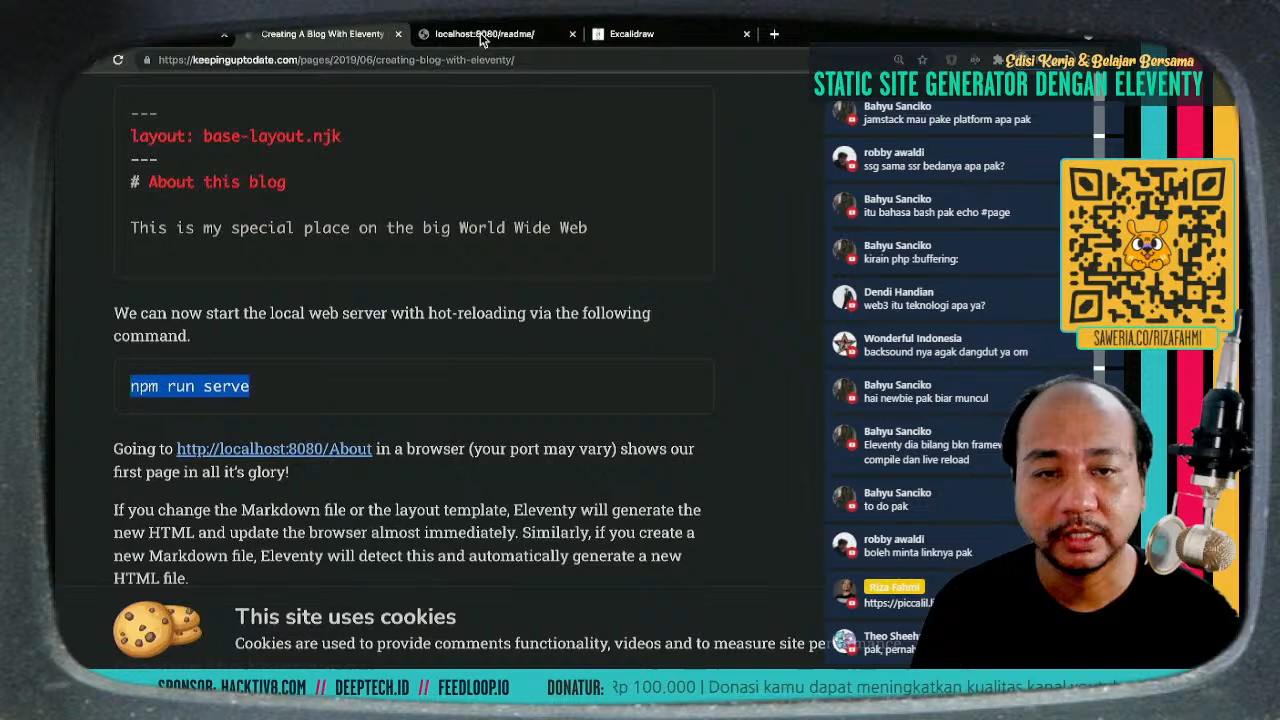 Creating A Blog With Eleventy
localhost:8080/readme/
Excalidraw
https://keepinguptodate.com/pages/2019/06/creating-blog-with-eleventy/
Edisi Kerja & Belajar Bersama
STATIC SITE GENERATOR DENGAN ELEVENTY
---
layout: base-layout.njk
---
# About this blog
This is my special place on the big World Wide Web
We can now start the local web server with hot-reloading via the following
command.
npm run serve
Going to http://localhost:8080/About in a browser (your port may vary) shows our
first page in all it's glory!
If you change the Markdown file or the layout template, Eleventy will generate the
new HTML and update the browser almost immediately. Similarly, if you create a
new Markdown file, Eleventy will detect this and automatically generate a new
HTML file.
This site uses cookies
Cookies are used to provide comments functionality, videos and to measure site performance.
Bahyu Sanciko
jamstack mau pake platform apa pak
robby awaldi
ssg sama ssr bedanya apa pak?
Bahyu Sanciko
itu bahasa bash pak echo #page
Bahyu Sanciko
kirain php :buffering:
Dendi Handian
web3 itu teknologi apa ya?
Wonderful Indonesia
backsound nya agak dangdut ya om
Bahyu Sanciko
hai newbie pak biar muncul
Bahyu Sanciko
Eleventy dia bilang bkn
compile dan live reload
Bahyu Sanciko
to do pak
robby awaldi
boleh minta linknya pak
Riza Fahmi
https://piccalil.li
Theo
pak,
SAWERIA.CO/RIZAFAHMI
SPONSOR: HACKTIV8.COM // DEEPTECH.ID // FEEDLOOP.IO
DONATUR: Rp 100.000 | Donasi kamu dapat meningkatkan kualitas kanal